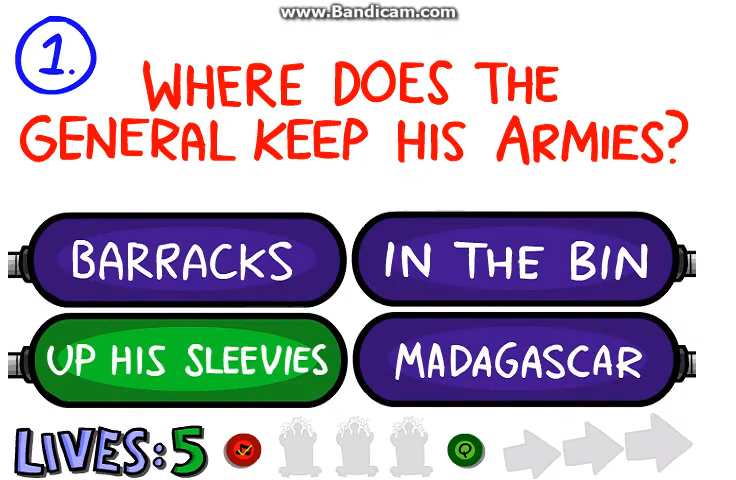 www.Bandicam.com
1.
WHERE DOES THE
GENERAL KEEP HIS ARMIES?
BARRACKS
IN THE BIN
UP HIS SLEEVIES
MADAGASCAR
LIVES:5